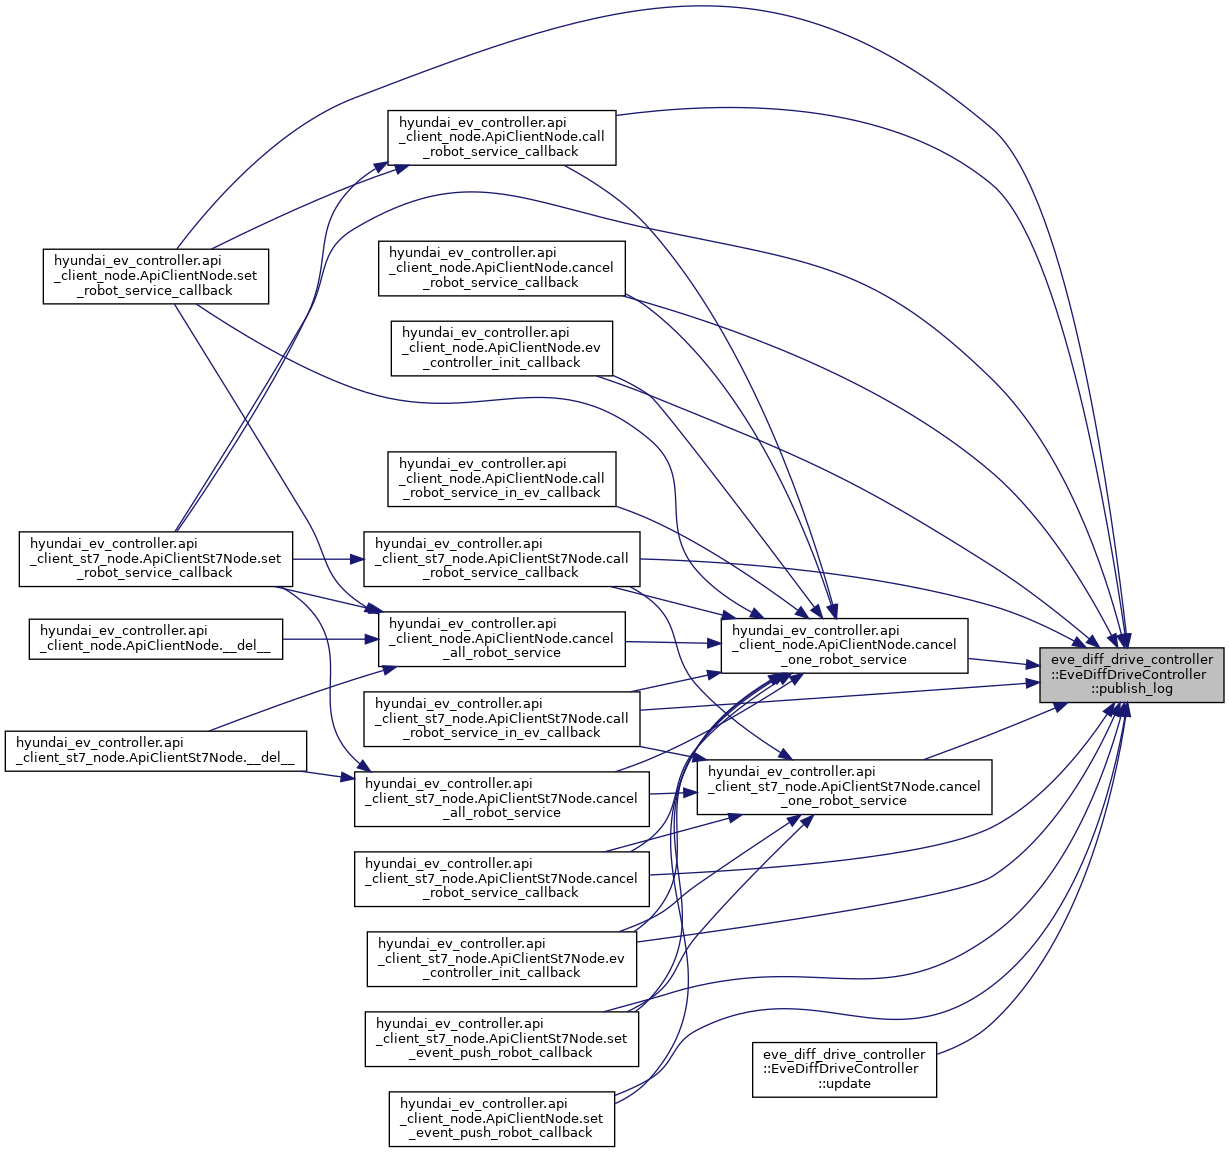 hyundai_ev_controller.api
_client_node.ApiClientNode.call
_robot_service_callback
hyundai_ev_controller.api
_client_node.ApiClientNode.set
_robot_service_callback
hyundai_ev_controller.api
_client_node.ApiClientNode.cancel
_robot_service_callback
hyundai_ev_controller.api
_client_node.ApiClientNode.ev
_controller_init_callback
hyundai_ev_controller.api
_client_node.ApiClientNode.call
_robot_service_in_ev_callback
hyundai_ev_controller.api
_client_st7_node.ApiClientSt7Node.set
_robot_service_callback
hyundai_ev_controller.api
_client_st7_node.ApiClientSt7Node.call
_robot_service_callback
hyundai_ev_controller.api
_client_node.ApiClientNode.__del__
hyundai_ev_controller.api
_client_node.ApiClientNode.cancel
_all_robot_service
hyundai_ev_controller.api
_client_node.ApiClientNode.cancel
_one_robot_service
eve_diff_drive_controller
::EveDiffDriveController
::publish_log
hyundai_ev_controller.api
_client_st7_node.ApiClientSt7Node.call
_robot_service_in_ev_callback
hyundai_ev_controller.api
_client_st7_node.ApiClientSt7Node.__del__
hyundai_ev_controller.api
_client_st7_node.ApiClientSt7Node.cancel
_all_robot_service
hyundai_ev_controller.api
_client_st7_node.ApiClientSt7Node.cancel
_one_robot_service
hyundai_ev_controller.api
_client_st7_node.ApiClientSt7Node.cancel
_robot_service_callback
hyundai_ev_controller.api
_client_st7_node.ApiClientSt7Node.ev
_controller_init_callback
hyundai_ev_controller.api
_client_st7_node.ApiClientSt7Node.set
_event_push_robot_callback
eve_diff_drive_controller
::EveDiffDriveController
::update
hyundai_ev_controller.api
_client_node.ApiClientNode.set
_event_push_robot_callback